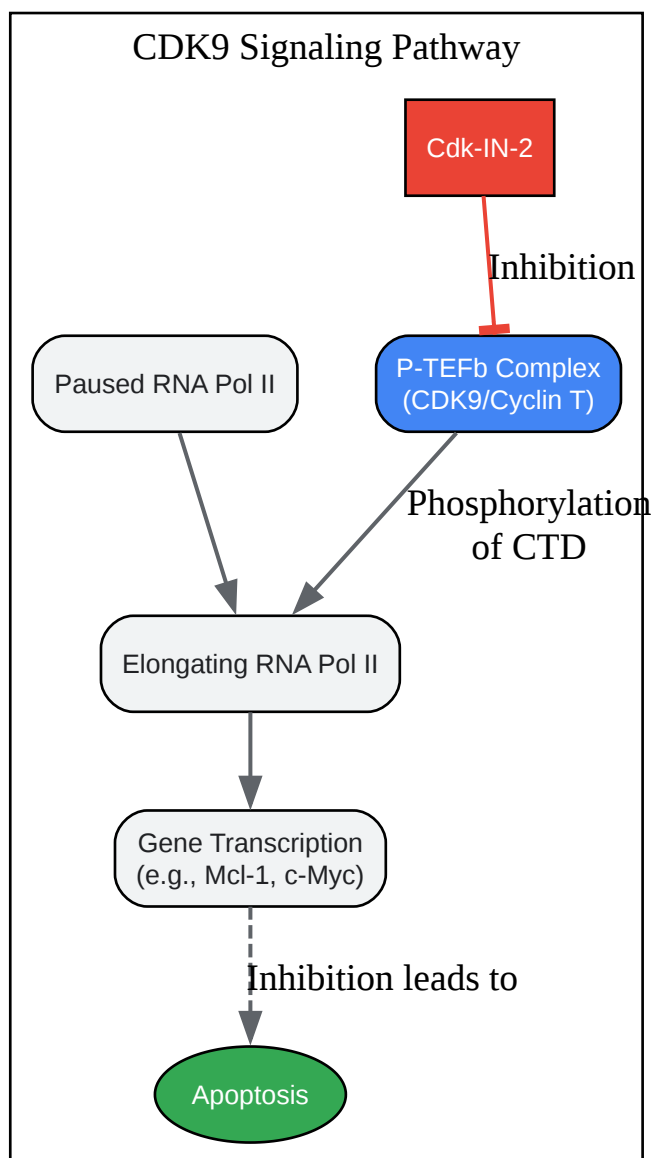 CDK9 Signaling Pathway
Cdk-IN-2
Inhibition
Paused RNA Pol II
P-TEFb Complex
(CDK9/Cyclin T)
Phosphorylation
of CTD
Elongating RNA Pol II
Gene Transcription
(e.g., Mcl-1, c-Myc)
Inhibition leads to
Apoptosis